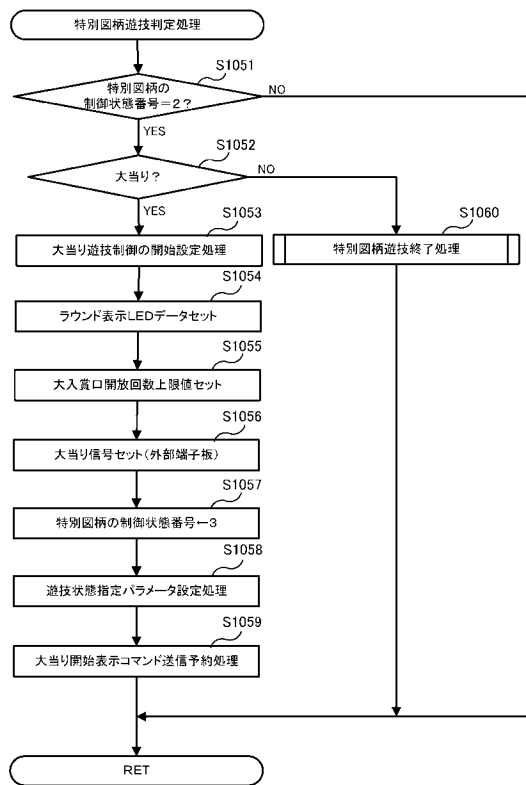 特別図柄遊技判定処理
S1051
特別図柄の
制御状態番号=2?
NO
YES
S1052
大当り?
NO
YES
S1053
大当り遊技制御の開始設定処理
S1060
特別図柄遊技終了処理
S1054
ラウンド表示LEDデータセット
S1055
大入賞口開放回数上限値セット
S1056
大当り信号セット(外部端子板)
S1057
特別図柄の制御状態番号←3
S1058
遊技状態指定パラメータ設定処理
S1059
大当り開始表示コマンド送信予約処理
RET